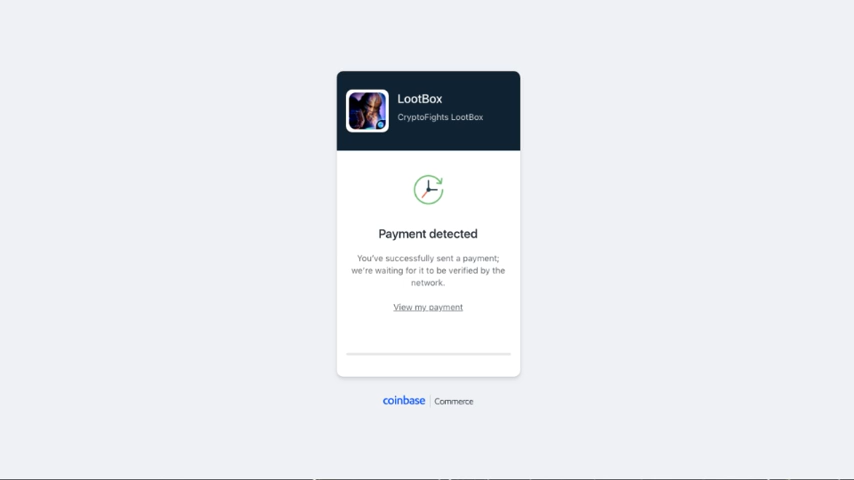 LootBox
CryptoFights LootBox
Payment detected
You've successfully sent a payment;
we're waiting for it to be verified by the
network.
View my payment
coinbase | Commerce